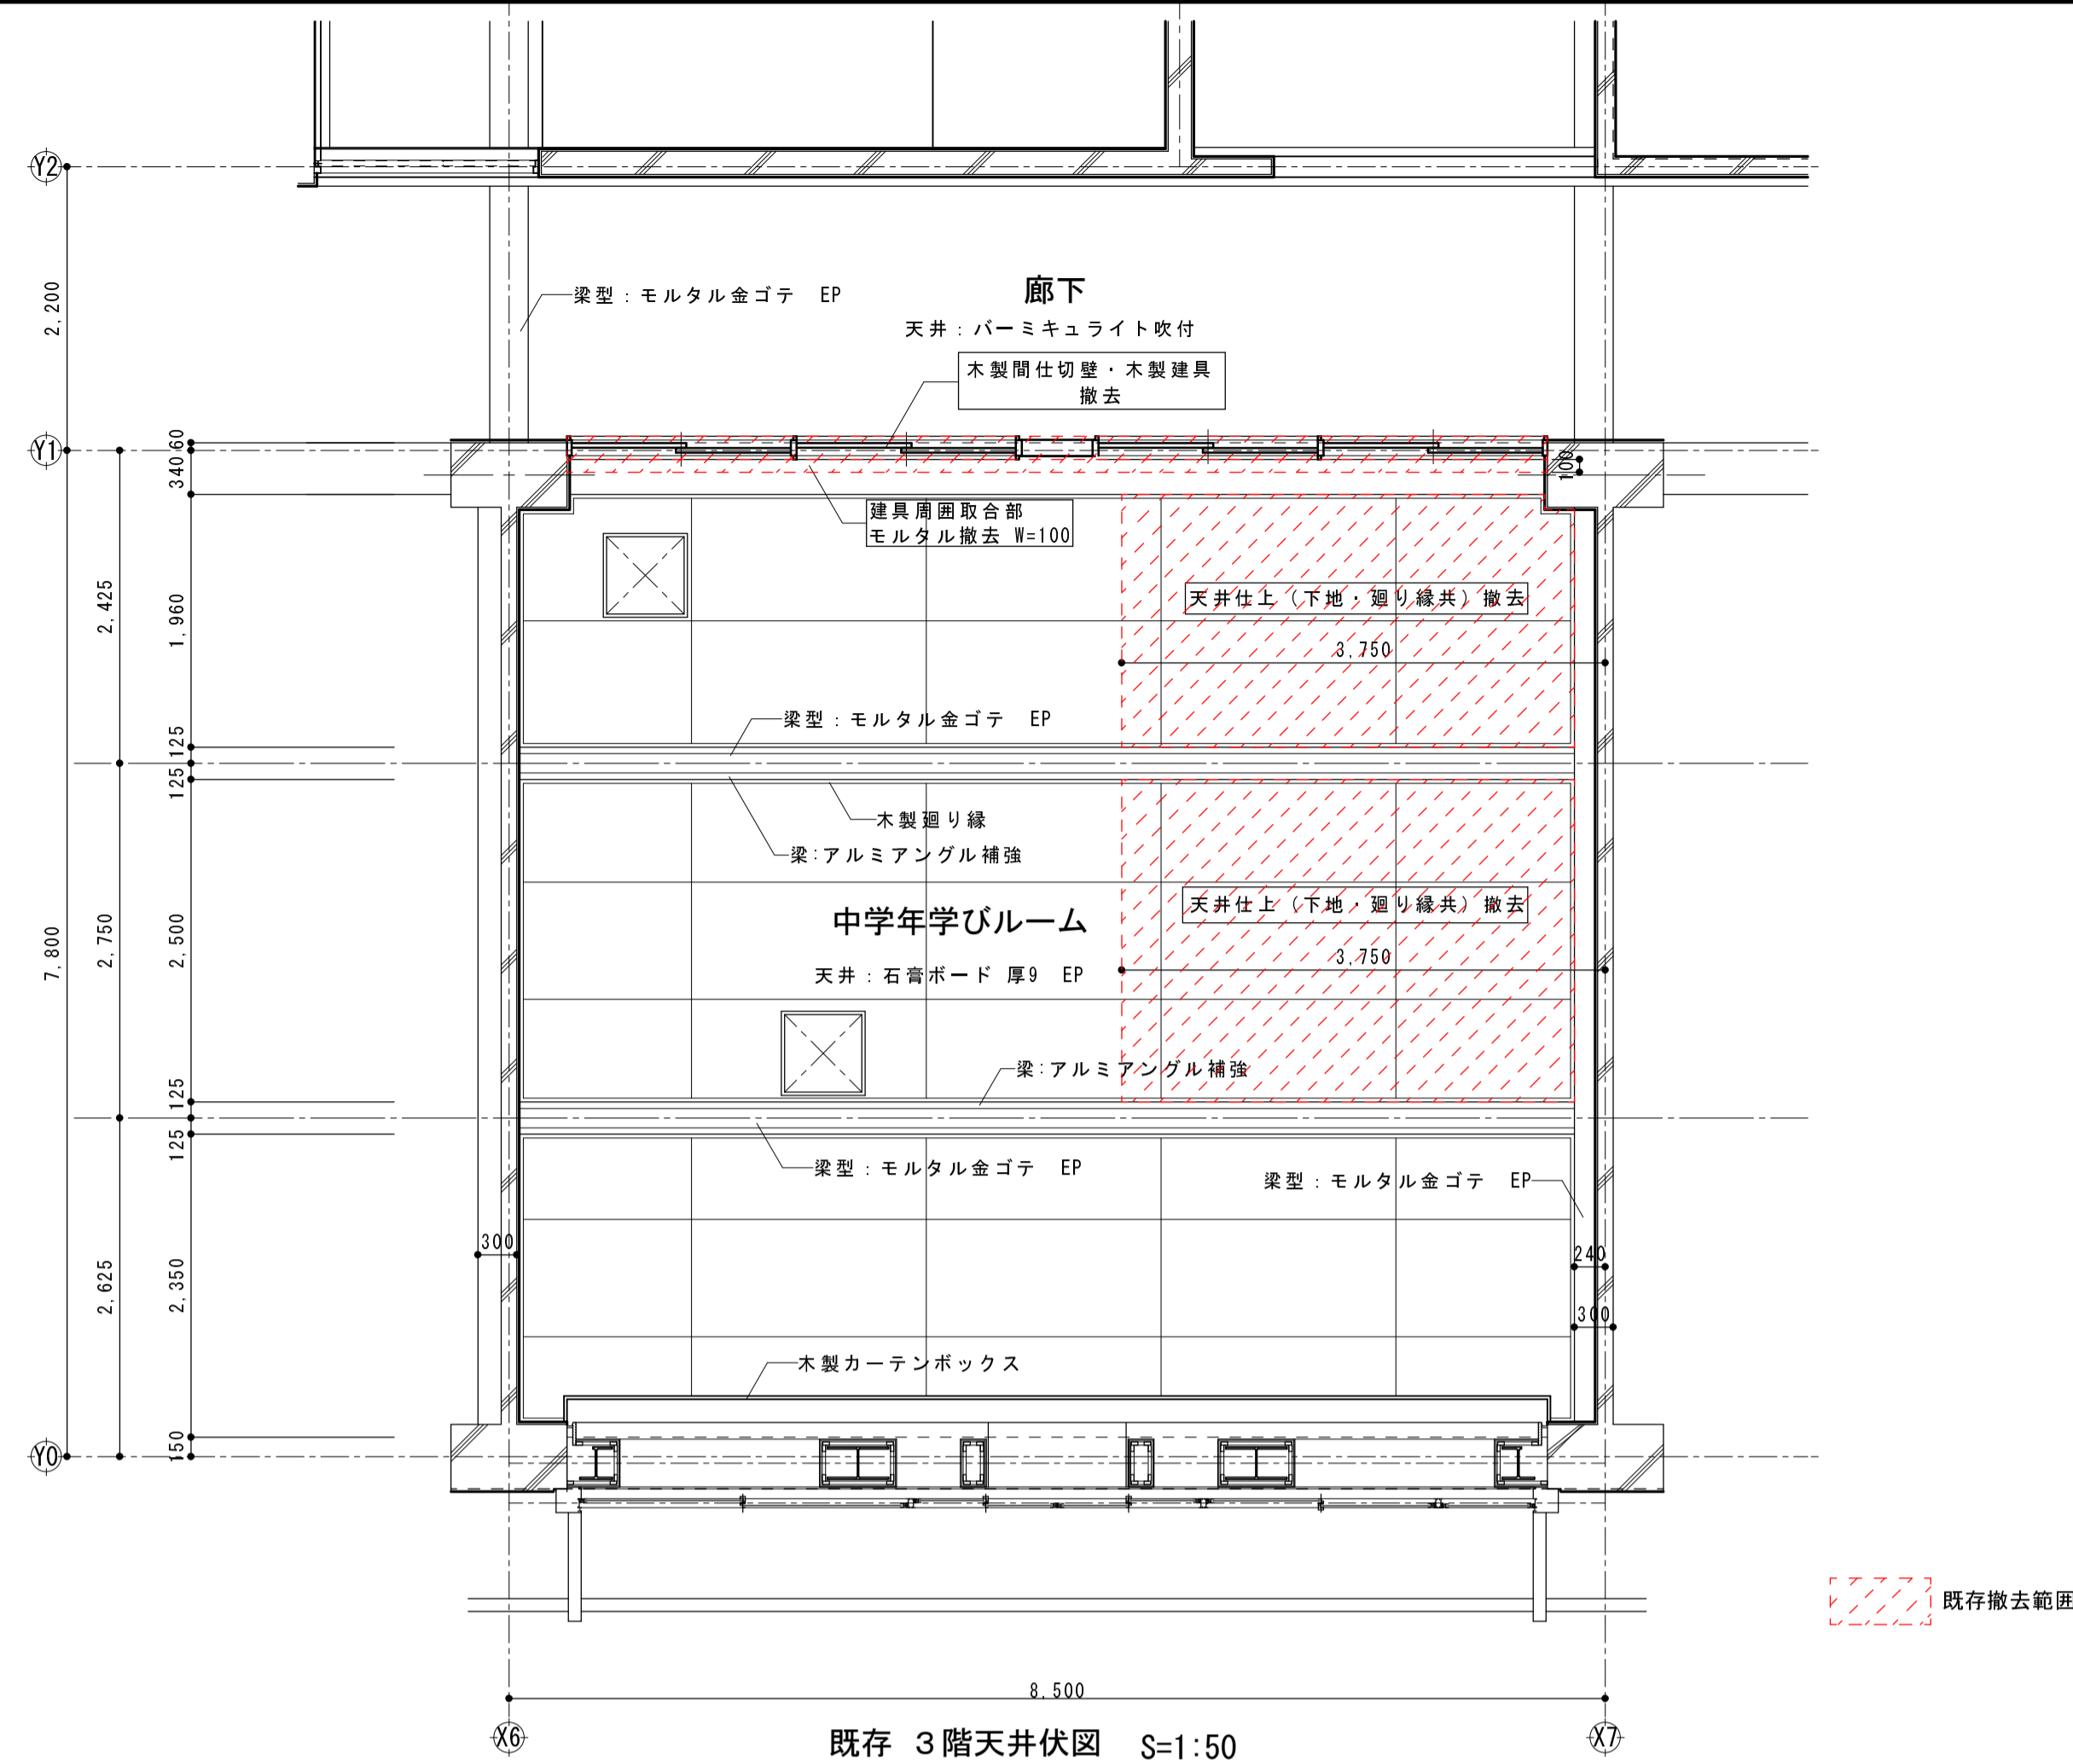 Y2
2,200
梁型：モルタル金ゴテ　EP
廊下
天井：バーミキュライト吹付
木製間仕切壁・木製建具
撤去
Y1
60
340
100
建具周囲取合部
モルタル撤去 W=100
天井仕上（下地・廻り縁共）撤去
3,750
2,425
1,960
梁型：モルタル金ゴテ　EP
125
125
木製廻り縁
梁：アルミアングル補強
中学年学びルーム
天井：石膏ボード 厚9　EP
天井仕上（下地・廻り縁共）撤去
3,750
7,800
2,750
2,500
梁：アルミアングル補強
125
125
梁型：モルタル金ゴテ　EP
梁型：モルタル金ゴテ　EP
300
240
300
2,625
2,350
木製カーテンボックス
150
Y0
既存撤去範囲
8,500
X6
X7
既存　３階天井伏図　S=1:50